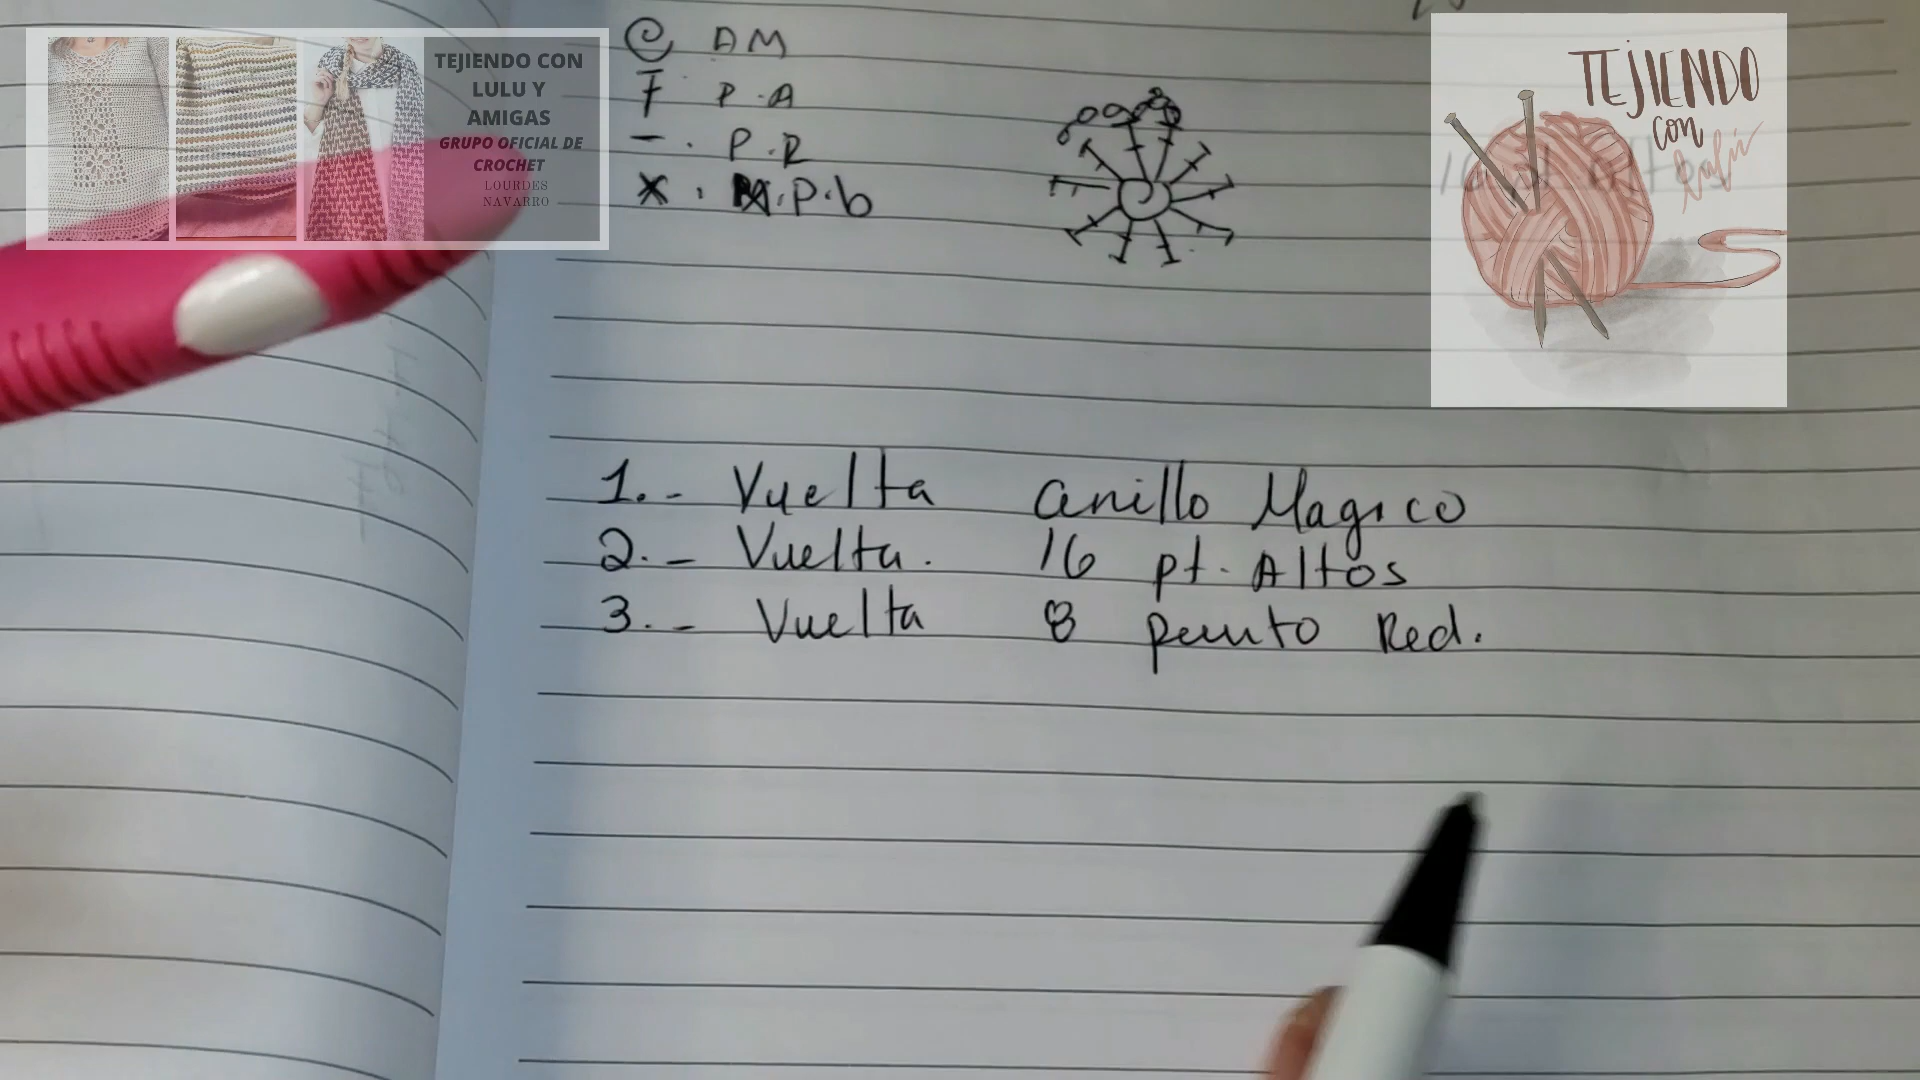 TEJIENDO CON
LULU Y
AMIGAS
GRUPO OFICIAL DE
CROCHET
LOURDES
NAVARRO
AM
P.A
P.R
P.b
TEJIENDO
con
Lulú
1.- Vuelta anillo Magico
2.- Vuelta. 16 pt. Altos
3.- Vuelta 8 punto Red.